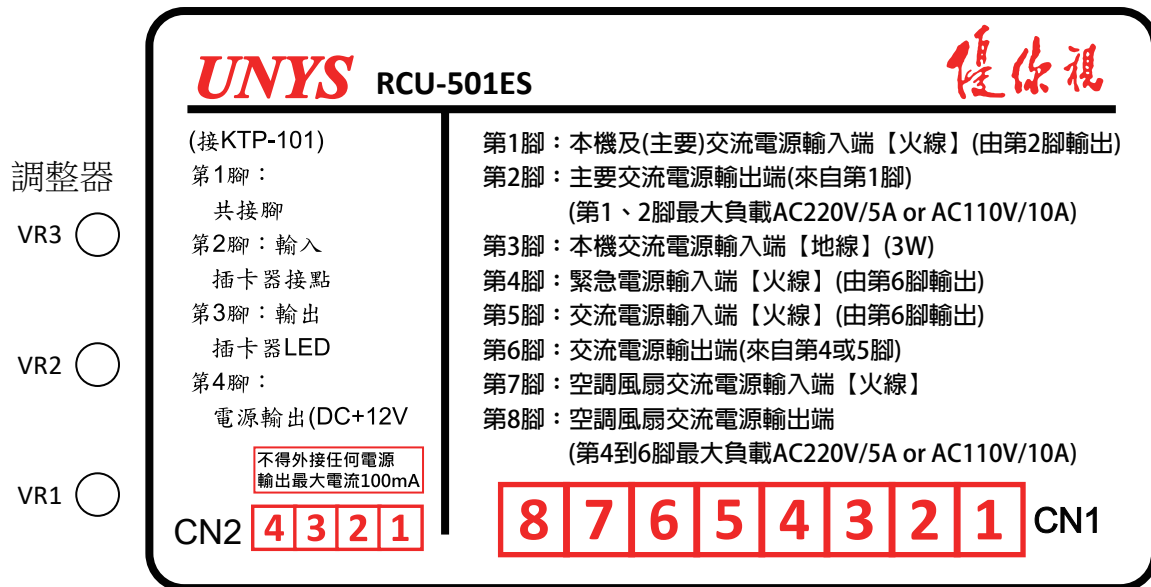 UNYS RCU-501ES 優你視
調整器
VR3
VR2
VR1
(接KTP-101)
第1腳：
共接腳
第2腳：輸入
插卡器接點
第3腳：輸出
插卡器LED
第4腳：
電源輸出(DC+12V
不得外接任何電源
輸出最大電流100mA
CN2 4 3 2 1
第1腳：本機及(主要)交流電源輸入端【火線】(由第2腳輸出)
第2腳：主要交流電源輸出端(來自第1腳)
(第1、2腳最大負載AC220V/5A or AC110V/10A)
第3腳：本機交流電源輸入端【地線】(3W)
第4腳：緊急電源輸入端【火線】(由第6腳輸出)
第5腳：交流電源輸入端【火線】(由第6腳輸出)
第6腳：交流電源輸出端(來自第4或5腳)
第7腳：空調風扇交流電源輸入端【火線】
第8腳：空調風扇交流電源輸出端
(第4到6腳最大負載AC220V/5A or AC110V/10A)
8 7 6 5 4 3 2 1 CN1